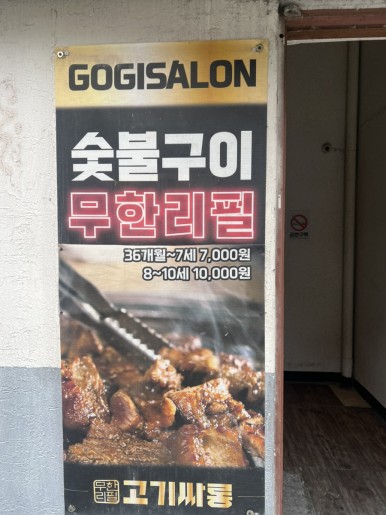 GOGISALON
숯불구이
무한리필
36개월~7세 7,000원
8~10세 10,000원
무한
리필
고기싸롱